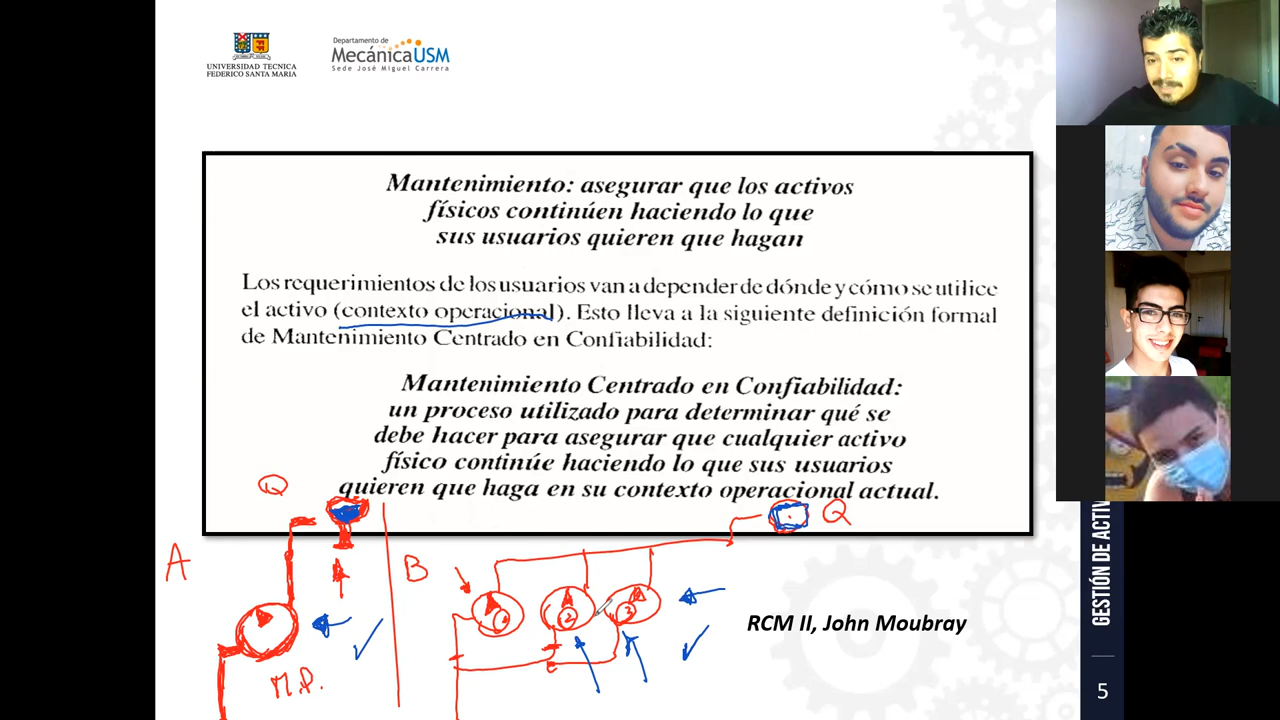 UNIVERSIDAD TECNICA
FEDERICO SANTA MARIA
Departamento de
MecánicaUSM
Sede José Miguel Carrera
Mantenimiento: asegurar que los activos
físicos continúen haciendo lo que
sus usuarios quieren que hagan
Los requerimientos de los usuarios van a depender de dónde y cómo se utilice
el activo (contexto operacional). Esto lleva a la siguiente definición formal
de Mantenimiento Centrado en Confiabilidad:
Mantenimiento Centrado en Confiabilidad:
un proceso utilizado para determinar qué se
debe hacer para asegurar que cualquier activo
físico continúe haciendo lo que sus usuarios
quieren que haga en su contexto operacional actual.
Q
Q
A
B
1
2
3
M.P.
RCM II, John Moubray
GESTIÓN DE ACTIV
5